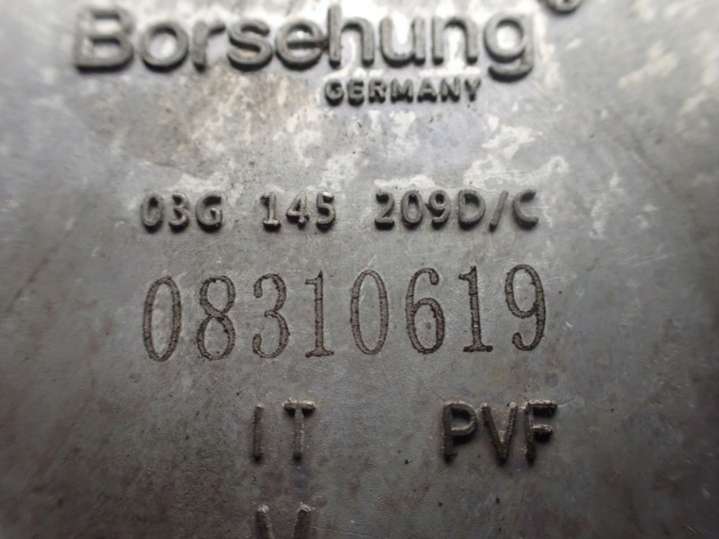 Borsehung®
GERMANY
03G 145 209D/C
08310619
IT PVF